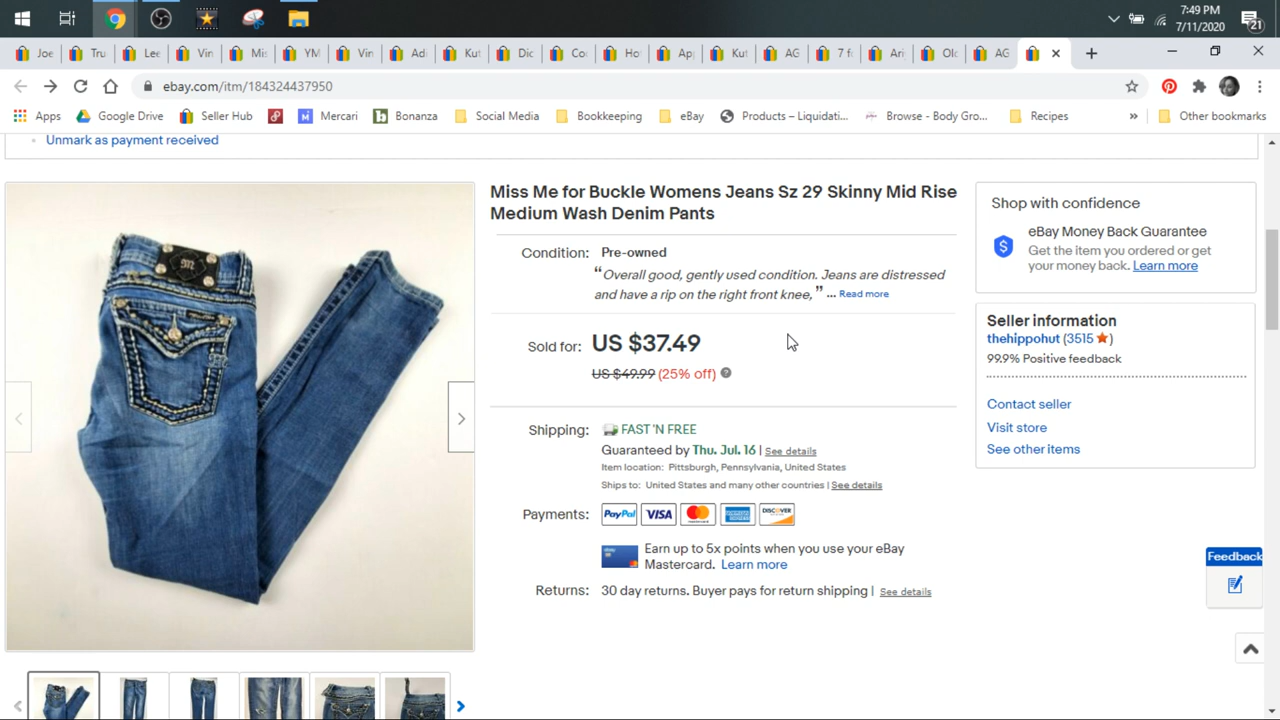 7:49 PM
7/11/2020
21
Joe
Tru
Lee
Vin
Mis
YM
Vin
Adi
Kut
Dic
Co
Ho
App
Kut
AG
7 f
Ari
Old
AG
ebay.com/itm/184324437950
Apps
Google Drive
Seller Hub
Mercari
Bonanza
Social Media
Bookkeeping
eBay
Products – Liquidati...
Browse - Body Gro...
Recipes
»
Other bookmarks
Unmark as payment received
Miss Me for Buckle Womens Jeans Sz 29 Skinny Mid Rise
Medium Wash Denim Pants
Condition: Pre-owned
“Overall good, gently used condition. Jeans are distressed
and have a rip on the right front knee,” ... Read more
Sold for: US $37.49
US $49.99 (25% off)
Shipping: FAST 'N FREE
Guaranteed by Thu. Jul. 16 | See details
Item location: Pittsburgh, Pennsylvania, United States
Ships to: United States and many other countries | See details
Payments: PayPal VISA MasterCard AMERICAN EXPRESS DISCOVER
Earn up to 5x points when you use your eBay
Mastercard. Learn more
Returns: 30 day returns. Buyer pays for return shipping | See details
Shop with confidence
eBay Money Back Guarantee
Get the item you ordered or get
your money back. Learn more
Seller information
thehippohut (3515)
99.9% Positive feedback
Contact seller
Visit store
See other items
Feedback